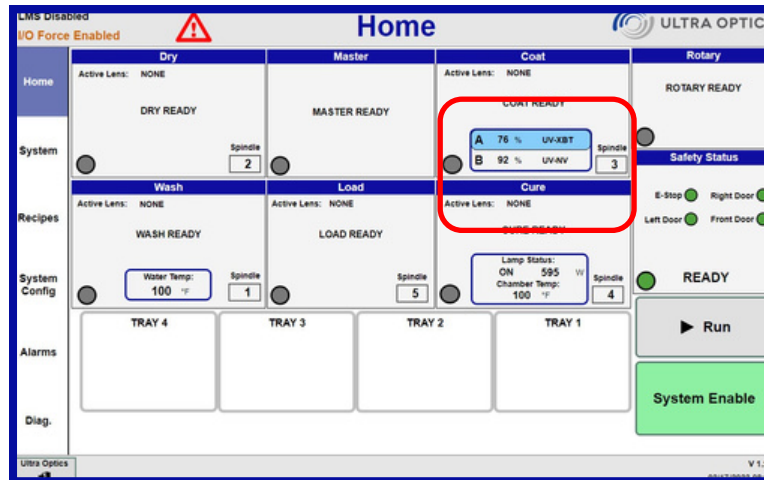 LMS Disabled
I/O Force Enabled
Home
ULTRA OPTIC
Home
System
Recipes
System
Config
Alarms
Diag.
Dry
Active Lens: NONE
DRY READY
Spindle
2
Master
MASTER READY
Coat
Active Lens: NONE
COAT READY
A 76 % UV-XBT
B 92 % UV-NV
Spindle
3
Rotary
ROTARY READY
Safety Status
E-Stop Right Door
Left Door Front Door
READY
Wash
Active Lens: NONE
WASH READY
Water Temp:
100 °F
Spindle
1
Load
Active Lens: NONE
LOAD READY
Spindle
5
Cure
Active Lens: NONE
CURE READY
Lamp Status:
ON 595 W
Chamber Temp:
100 °F
Spindle
4
TRAY 4
TRAY 3
TRAY 2
TRAY 1
Run
System Enable
Ultra Optics
V 1.